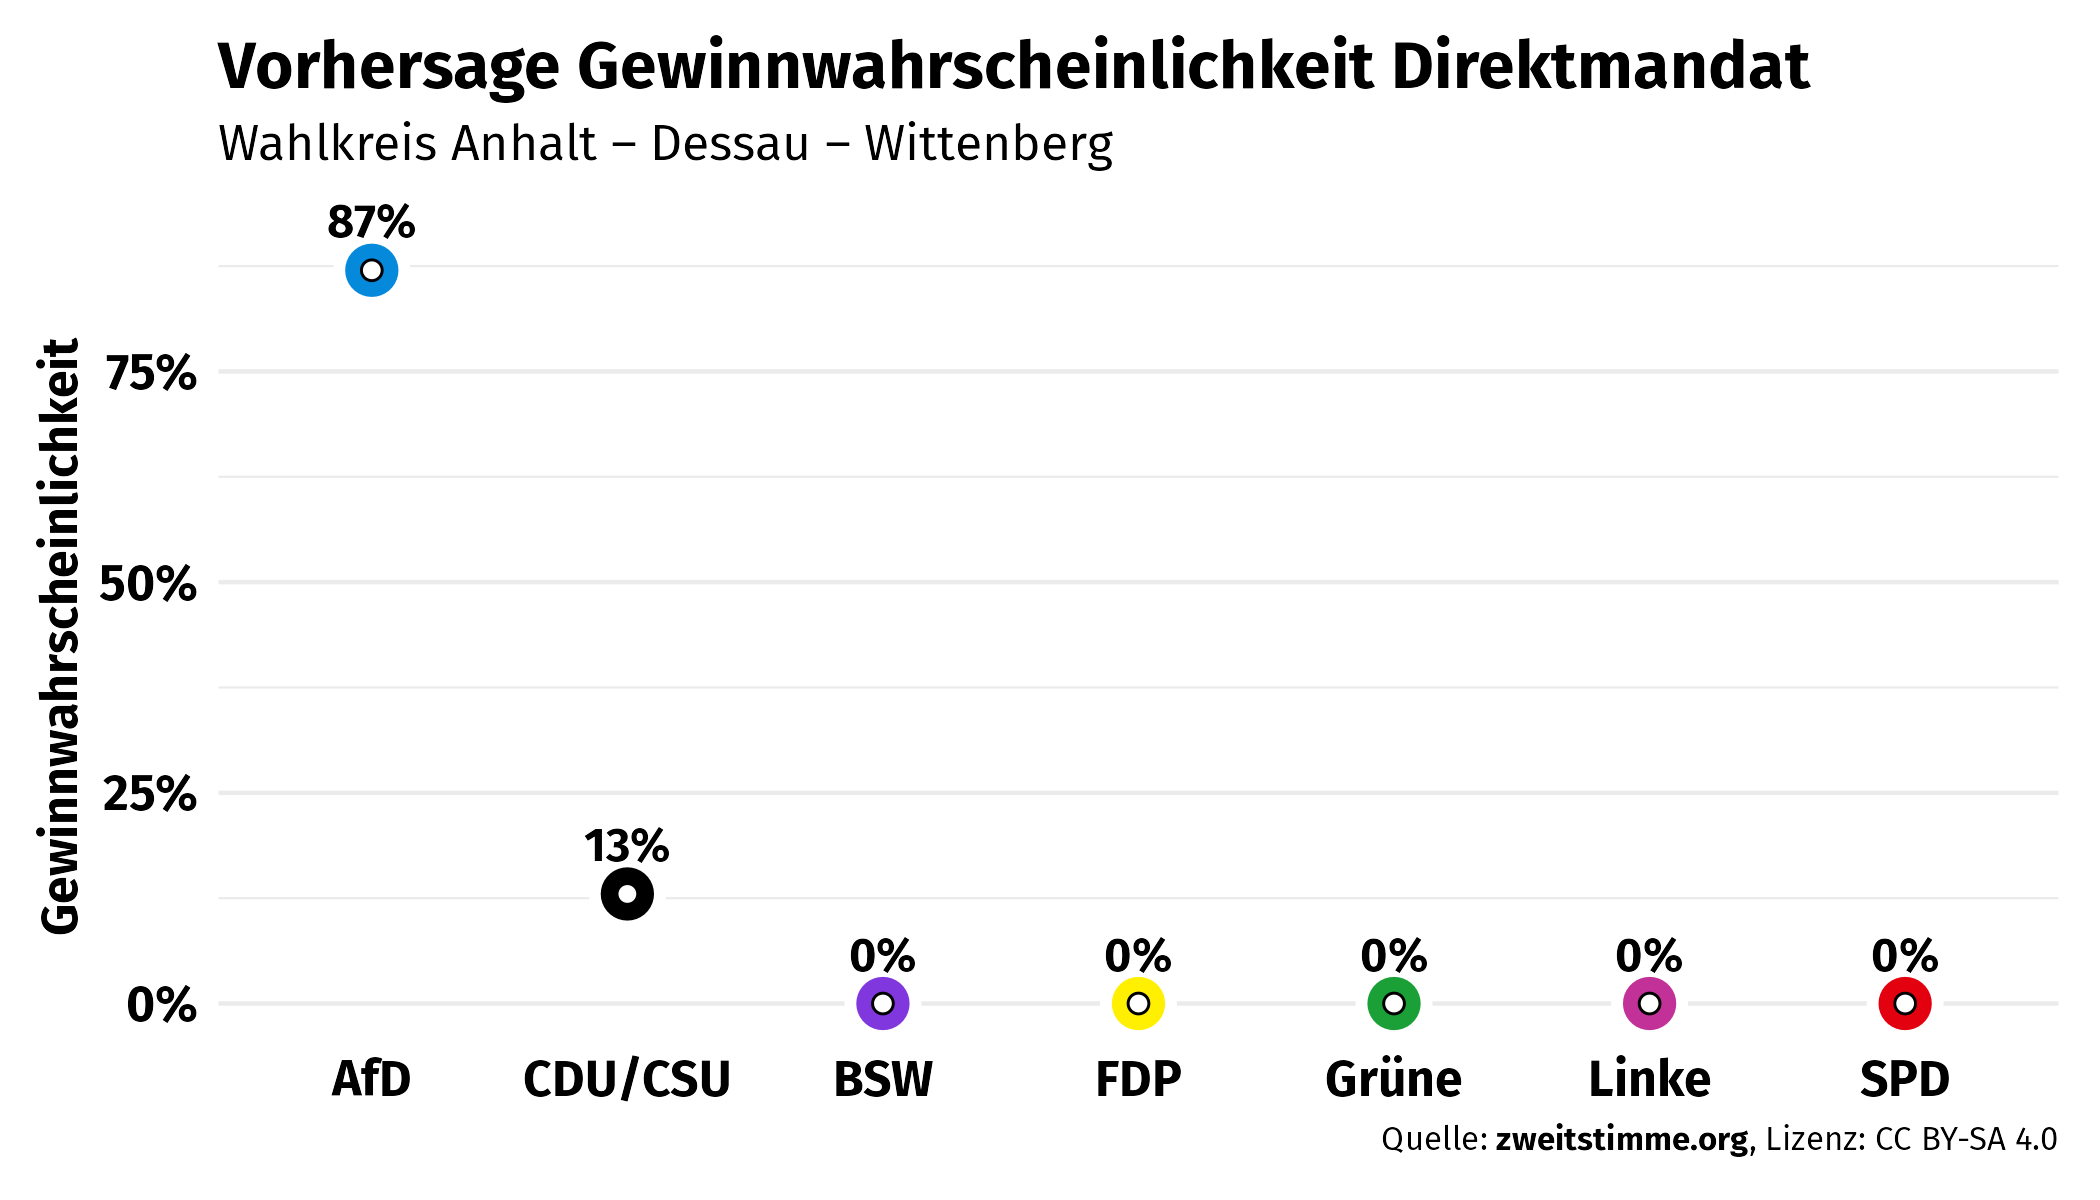 Vorhersage Gewinnwahrscheinlichkeit Direktmandat
Wahlkreis Anhalt – Dessau – Wittenberg
Gewinnwahrscheinlichkeit
87%
75%
50%
25%
13%
0% 0% 0% 0% 0%
0%
AfD CDU/CSU BSW FDP Grüne Linke SPD
Quelle: zweitstimme.org, Lizenz: CC BY-SA 4.0